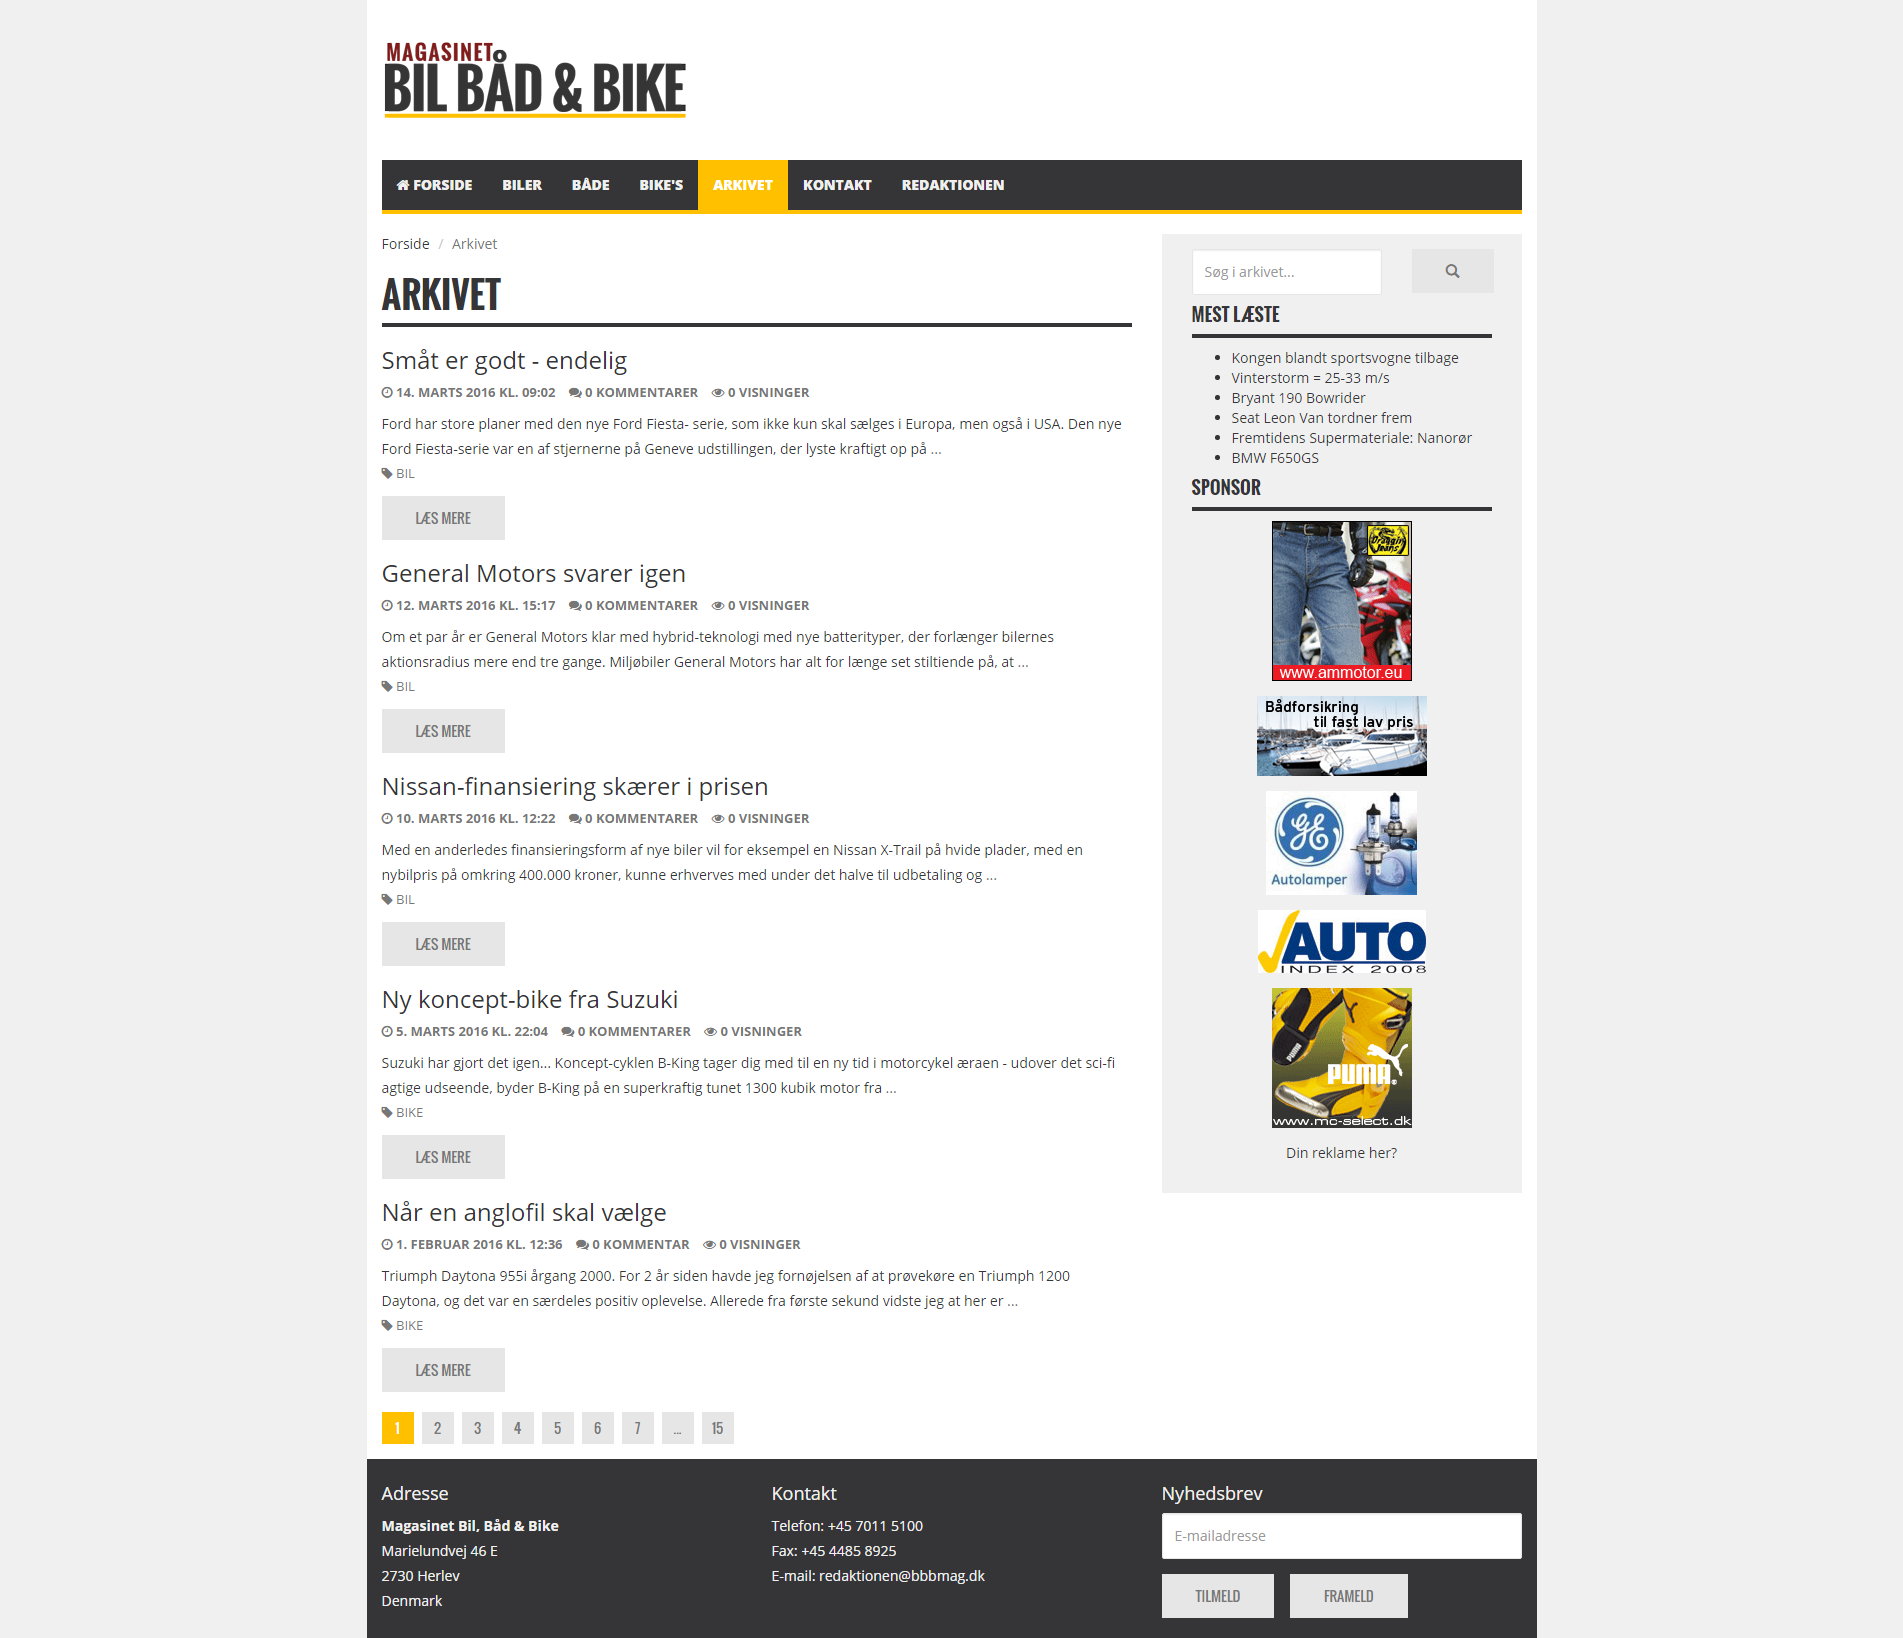 MAGASINET
BIL BÅD & BIKE
FORSIDE BILER BÅDE BIKE'S ARKIVET KONTAKT REDAKTIONEN
Forside / Arkivet
ARKIVET
Småt er godt - endelig
14. MARTS 2016 KL. 09:02 0 KOMMENTARER 0 VISNINGER
Ford har store planer med den nye Ford Fiesta- serie, som ikke kun skal sælges i Europa, men også i USA. Den nye
Ford Fiesta-serie var en af stjernerne på Geneve udstillingen, der lyste kraftigt op på ...
BIL
LÆS MERE
General Motors svarer igen
12. MARTS 2016 KL. 15:17 0 KOMMENTARER 0 VISNINGER
Om et par år er General Motors klar med hybrid-teknologi med nye batterityper, der forlænger bilernes
aktionsradius mere end tre gange. Miljøbiler General Motors har alt for længe set stiltiende på, at ...
BIL
LÆS MERE
Nissan-finansiering skærer i prisen
10. MARTS 2016 KL. 12:22 0 KOMMENTARER 0 VISNINGER
Med en anderledes finansieringsform af nye biler vil for eksempel en Nissan X-Trail på hvide plader, med en
nybilpris på omkring 400.000 kroner, kunne erhverves med under det halve til udbetaling og ...
BIL
LÆS MERE
Ny koncept-bike fra Suzuki
5. MARTS 2016 KL. 22:04 0 KOMMENTARER 0 VISNINGER
Suzuki har gjort det igen... Koncept-cyklen B-King tager dig med til en ny tid i motorcykel æraen - udover det sci-fi
agtige udseende, byder B-King på en superkraftig tunet 1300 kubik motor fra ...
BIKE
LÆS MERE
Når en anglofil skal vælge
1. FEBRUAR 2016 KL. 12:36 0 KOMMENTAR 0 VISNINGER
Triumph Daytona 955i årgang 2000. For 2 år siden havde jeg fornøjelsen af at prøvekøre en Triumph 1200
Daytona, og det var en særdeles positiv oplevelse. Allerede fra første sekund vidste jeg at her er ...
BIKE
LÆS MERE
1 2 3 4 5 6 7 ... 15
Søg i arkivet...
MEST LÆSTE
Kongen blandt sportsvogne tilbage
Vinterstorm = 25-33 m/s
Bryant 190 Bowrider
Seat Leon Van tordner frem
Fremtidens Supermateriale: Nanorør
BMW F650GS
SPONSOR
Draggin
Jeans
www.ammotor.eu
Bådforsikring
til fast lav pris
GE
Autolamper
AUTO
INDEX 2008
PUMA
PUMA®
www.mc-select.dk
Din reklame her?
Adresse
Magasinet Bil, Båd & Bike
Marielundvej 46 E
2730 Herlev
Denmark
Kontakt
Telefon: +45 7011 5100
Fax: +45 4485 8925
E-mail: redaktionen@bbbmag.dk
Nyhedsbrev
E-mailadresse
TILMELD FRAMELD